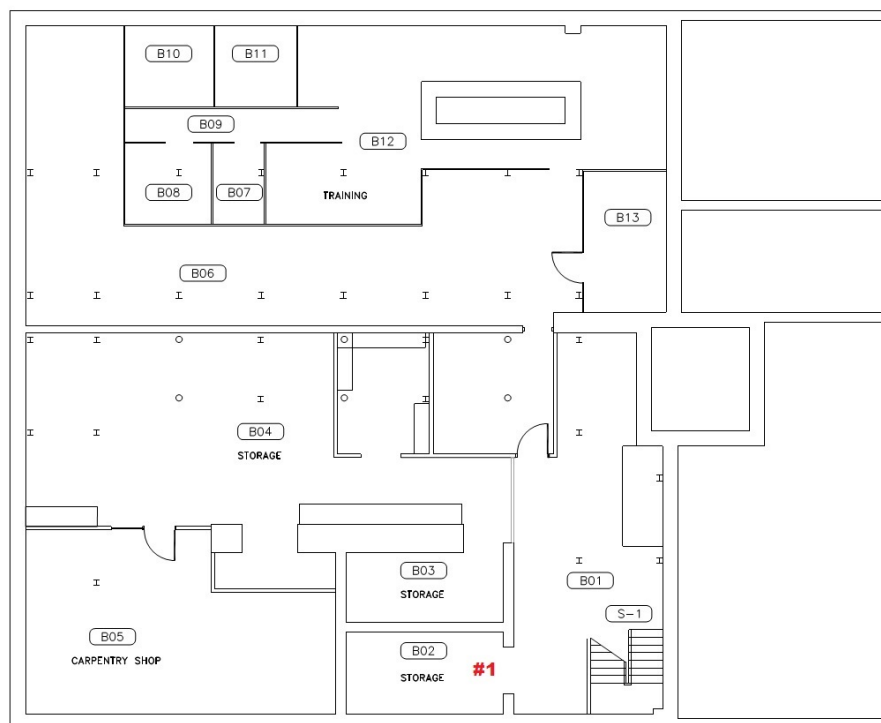 B10
B11
B09
B12
B08
B07
TRAINING
B13
B06
B04
STORAGE
B03
STORAGE
B01
S-1
B05
CARPENTRY SHOP
B02
STORAGE
#1